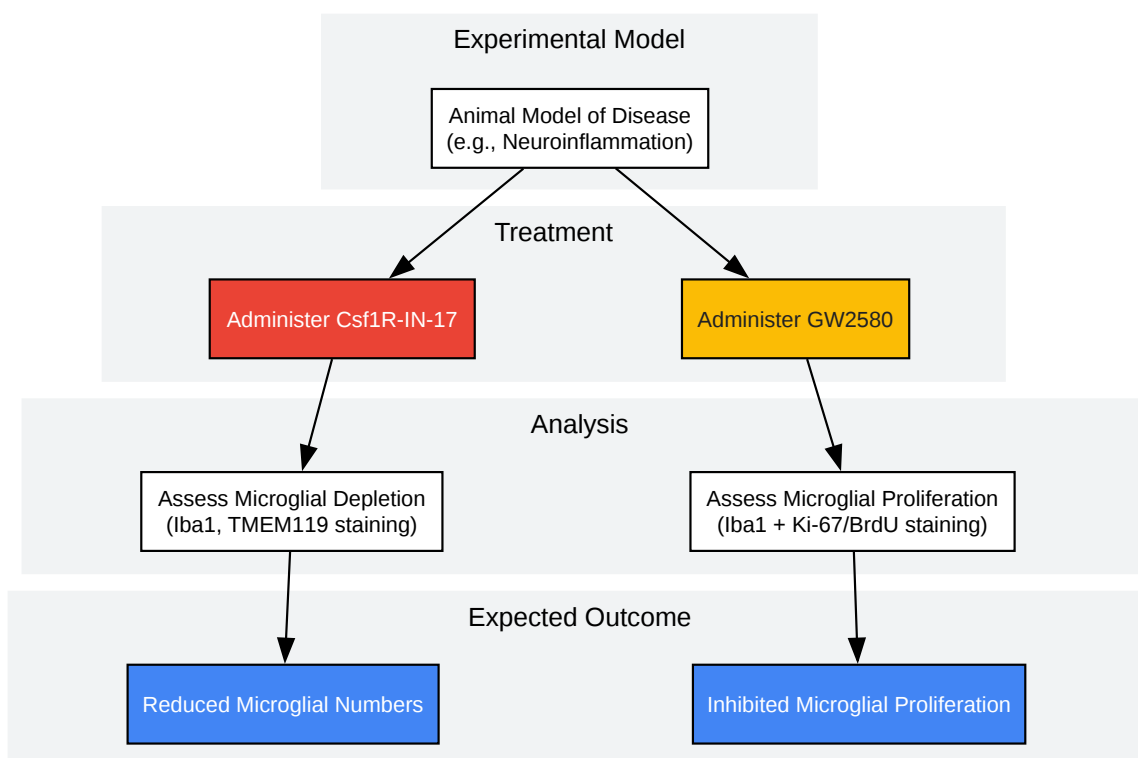 Experimental Model
Animal Model of Disease
(e.g., Neuroinflammation)
Treatment
Administer Csf1R-IN-17
Administer GW2580
Analysis
Assess Microglial Depletion
(Iba1, TMEM119 staining)
Assess Microglial Proliferation
(Iba1 + Ki-67/BrdU staining)
Expected Outcome
Reduced Microglial Numbers
Inhibited Microglial Proliferation